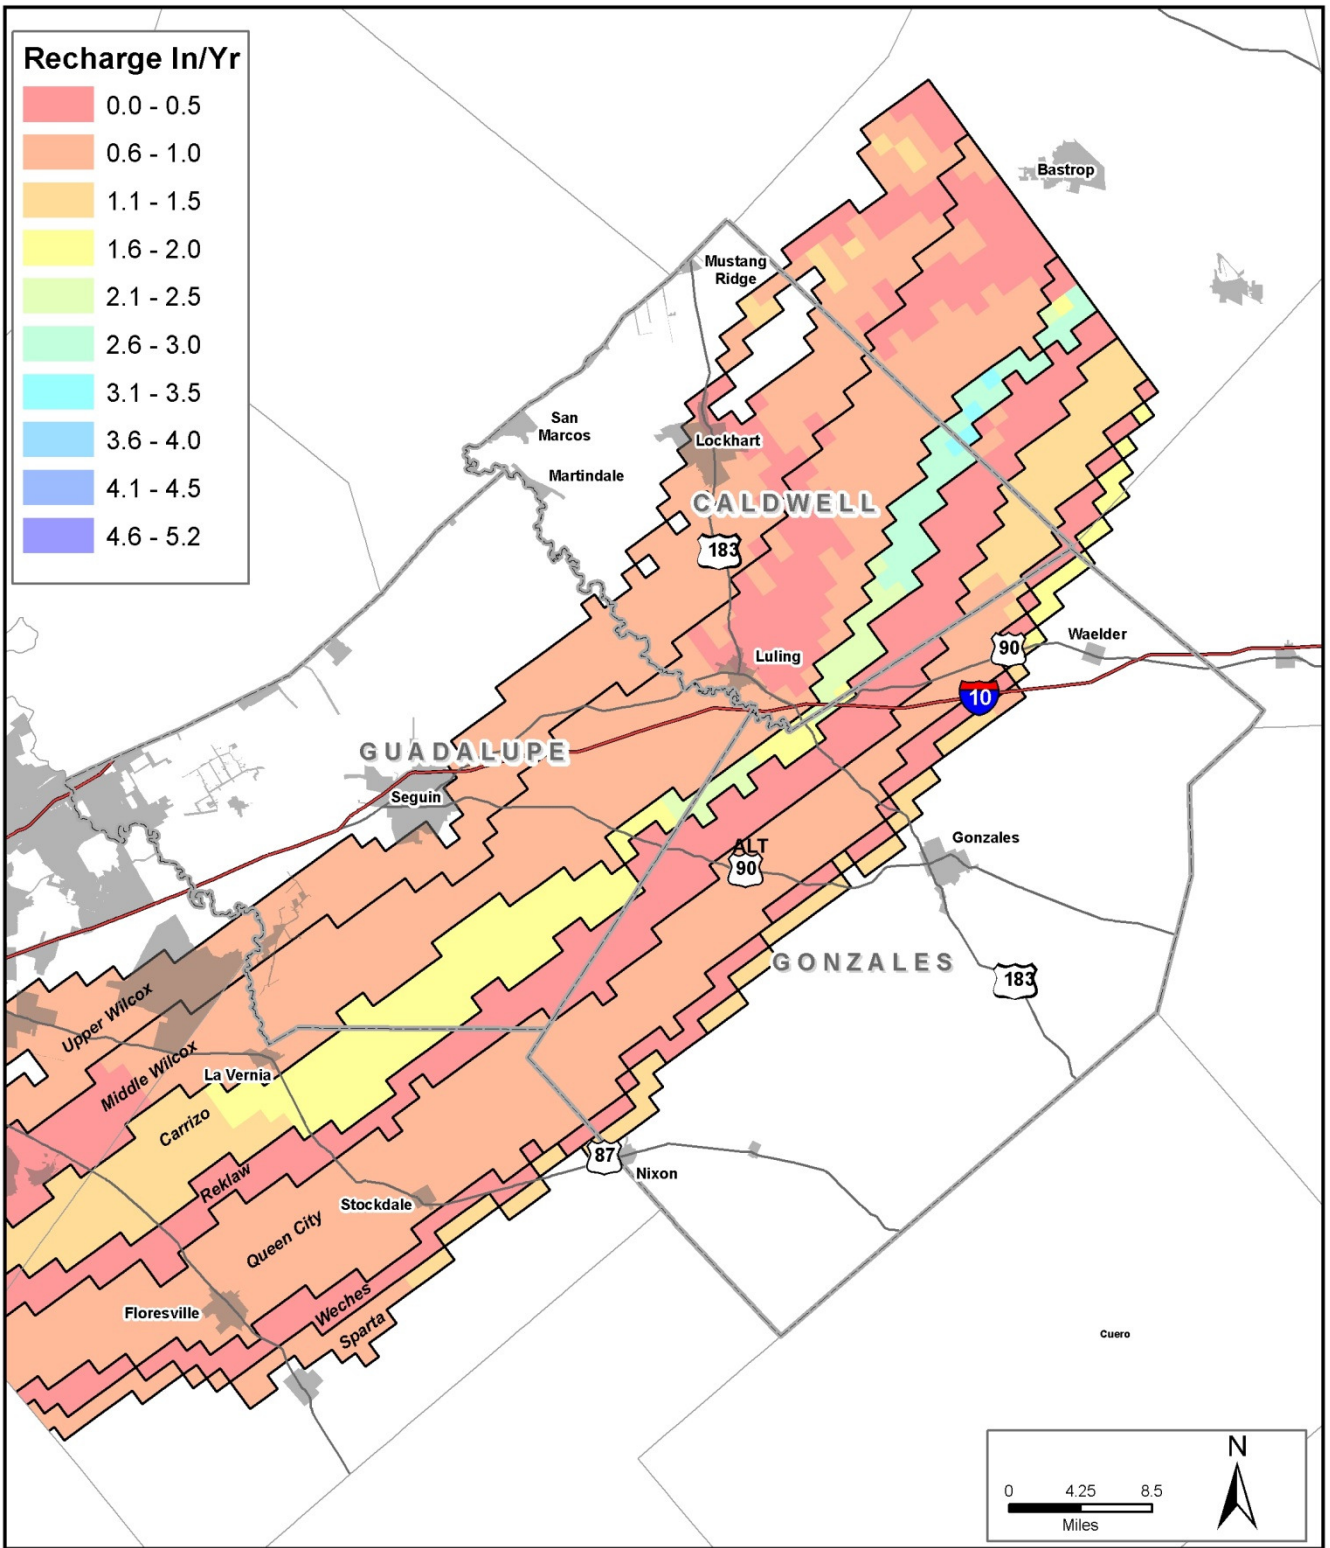 Recharge In/Yr
0.0 - 0.5
0.6 - 1.0
1.1 - 1.5
1.6 - 2.0
2.1 - 2.5
2.6 - 3.0
3.1 - 3.5
3.6 - 4.0
4.1 - 4.5
4.6 - 5.2
Bastrop
Mustang
Ridge
San
Marcos
Lockhart
Martindale
CALDWELL
183
Luling
90
Waelder
10
GUADALUPE
Seguin
ALT
90
Gonzales
GONZALES
183
Upper Wilcox
Middle Wilcox
La Vernia
Carrizo
Reklaw
87
Nixon
Stockdale
Queen City
Floresville
Weches
Sparta
Cuero
N
0
4.25
8.5
Miles